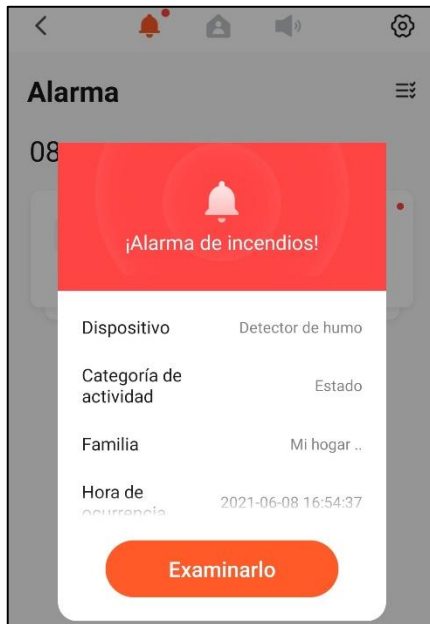 Alarma
08
¡Alarma de incendios!
Dispositivo
Detector de humo
Categoría de
actividad
Estado
Familia
Mi hogar ..
Hora de
ocurrencia
2021-06-08 16:54:37
Examinarlo